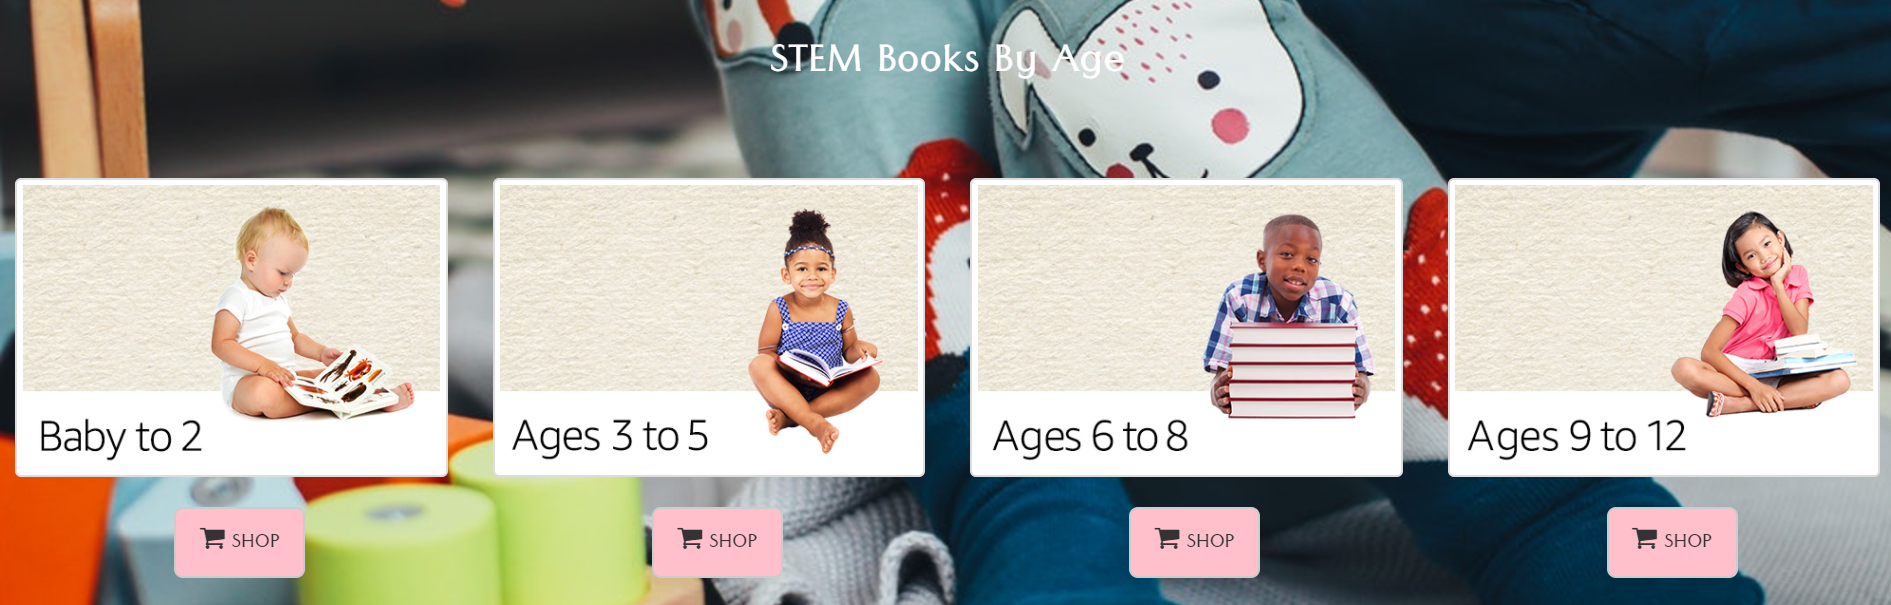 STEM Books By Age
Baby to 2
Ages 3 to 5
Ages 6 to 8
Ages 9 to 12
SHOP
SHOP
SHOP
SHOP